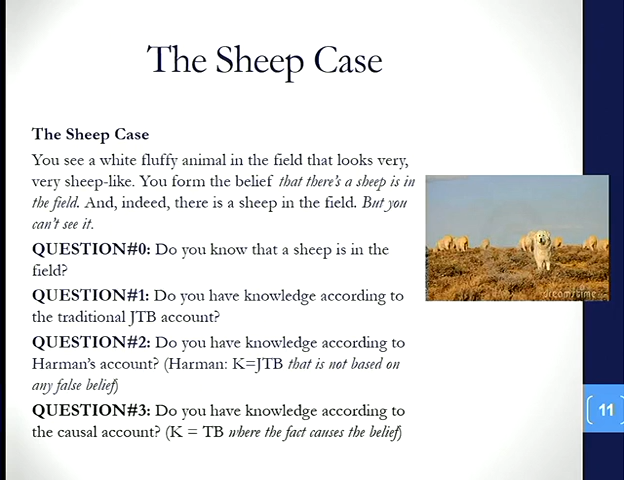 The Sheep Case
The Sheep Case
You see a white fluffy animal in the field that looks very,
very sheep-like. You form the belief that there's a sheep is in
the field. And, indeed, there is a sheep in the field. But you
can't see it.
QUESTION#0: Do you know that a sheep is in the
field?
QUESTION#1: Do you have knowledge according to
the traditional JTB account?
QUESTION#2: Do you have knowledge according to
Harman's account? (Harman: K=JTB that is not based on
any false belief)
QUESTION#3: Do you have knowledge according to
the causal account? (K = TB where the fact causes the belief)
dreamstime
11